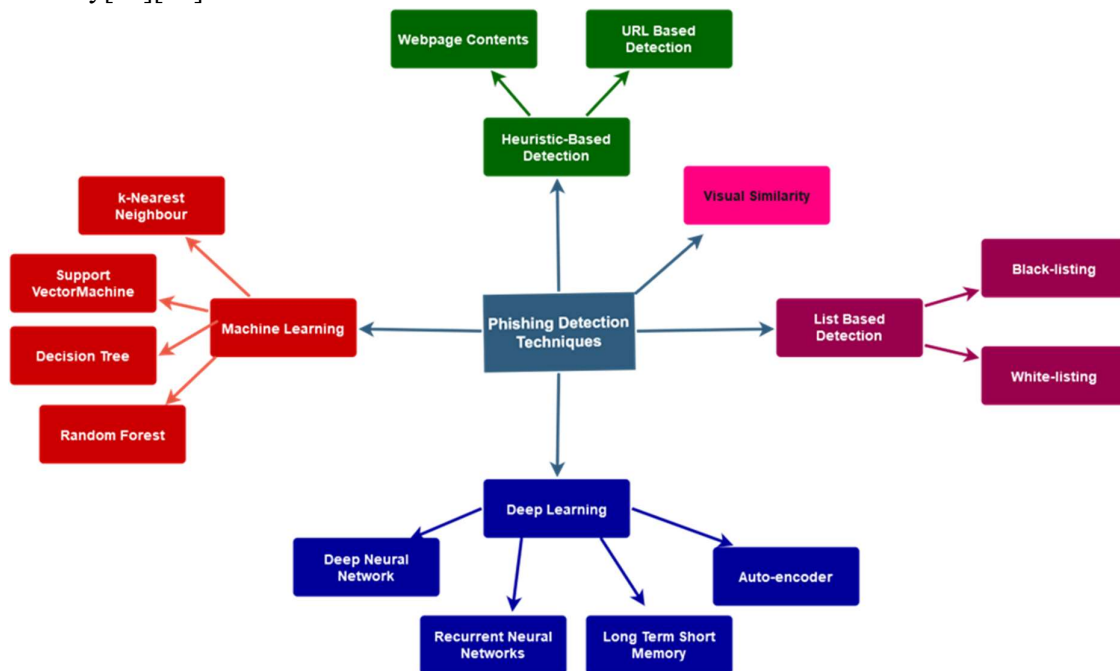 Webpage Contents
URL Based
Detection
Heuristic-Based
Detection
Visual Similarity
k-Nearest
Neighbour
Support
VectorMachine
Decision Tree
Random Forest
Machine Learning
Phishing Detection
Techniques
List Based
Detection
Black-listing
White-listing
Deep Learning
Deep Neural
Network
Recurrent Neural
Networks
Long Term Short
Memory
Auto-encoder